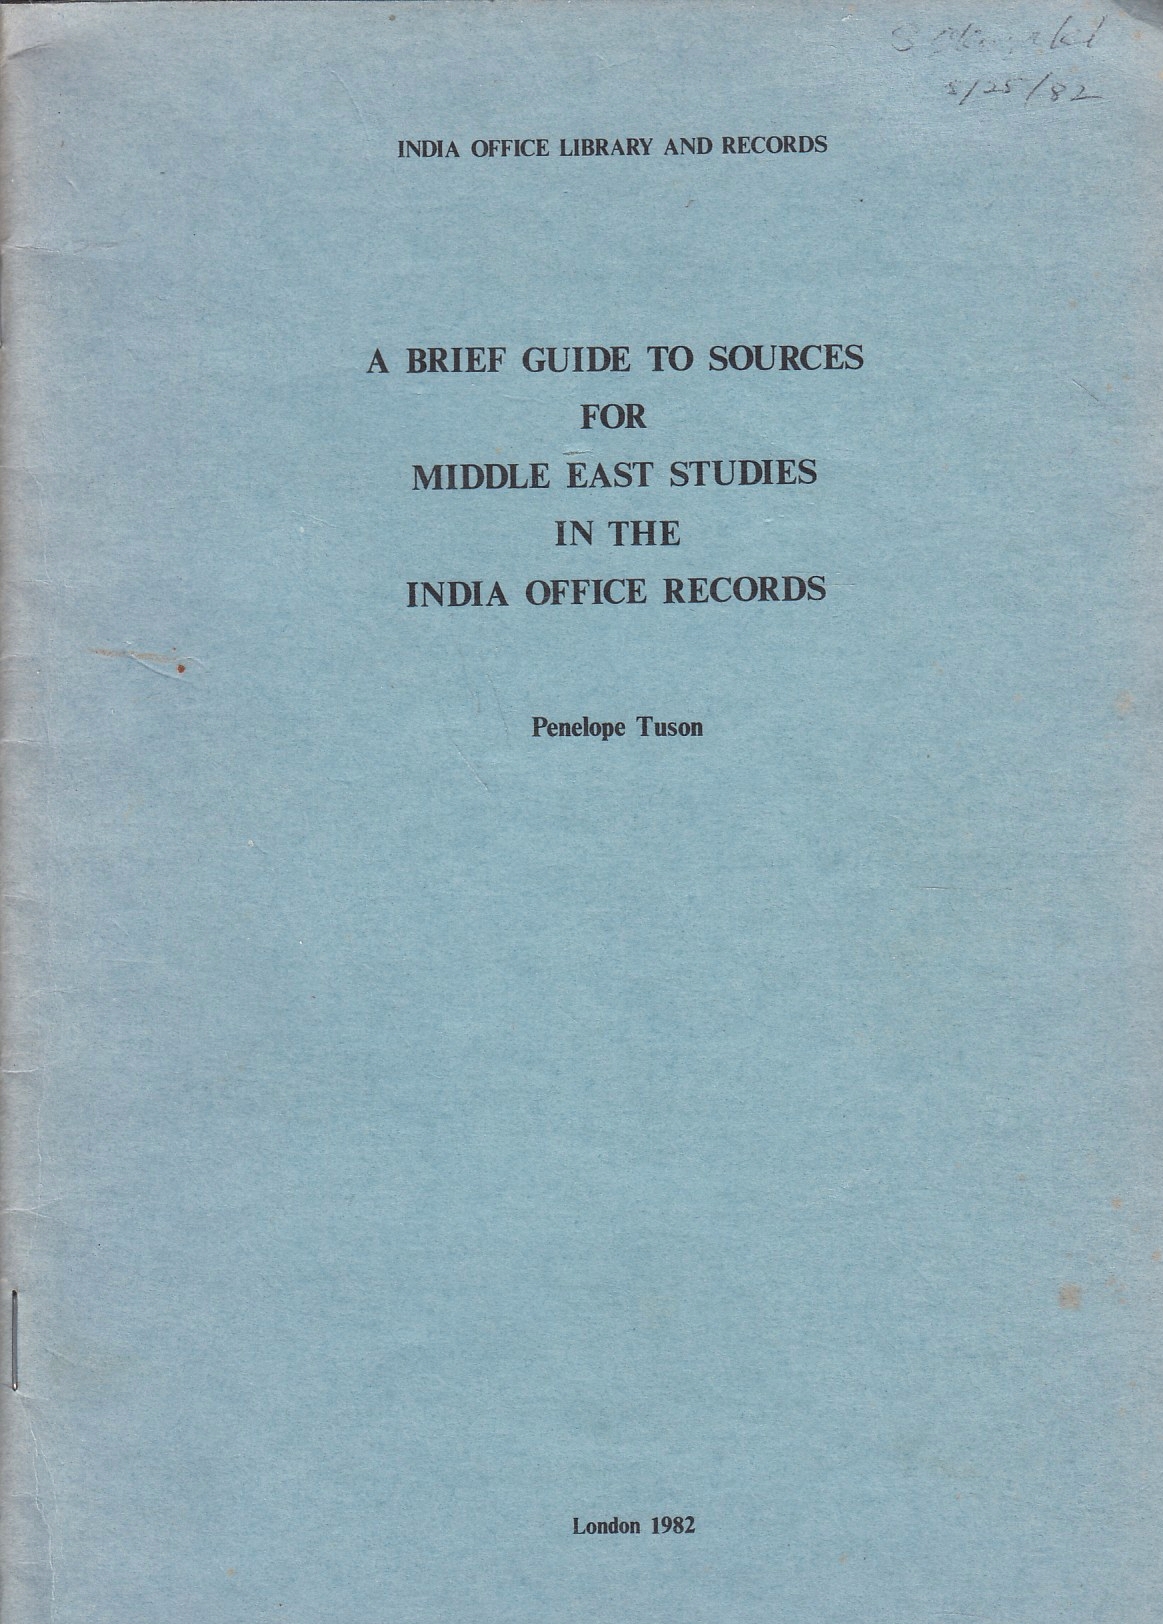 5/25/82
INDIA OFFICE LIBRARY AND RECORDS
A BRIEF GUIDE TO SOURCES
FOR
MIDDLE EAST STUDIES
IN THE
INDIA OFFICE RECORDS
Penelope Tuson
London 1982